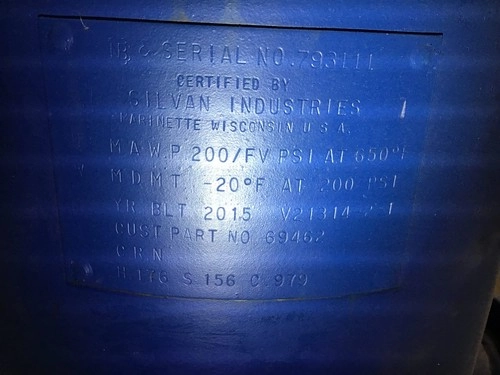 SERIAL NO. 793111
CERTIFIED BY
SILVAN INDUSTRIES
MARINETTE WISCONSIN U S A.
M A W P 200/FV PSI AT 650°F
M D M T -20°F AT 200 PSI
YR BLT 2015 V21314
CUST PART NO 69462
C R N
H 176 S 156 C 979